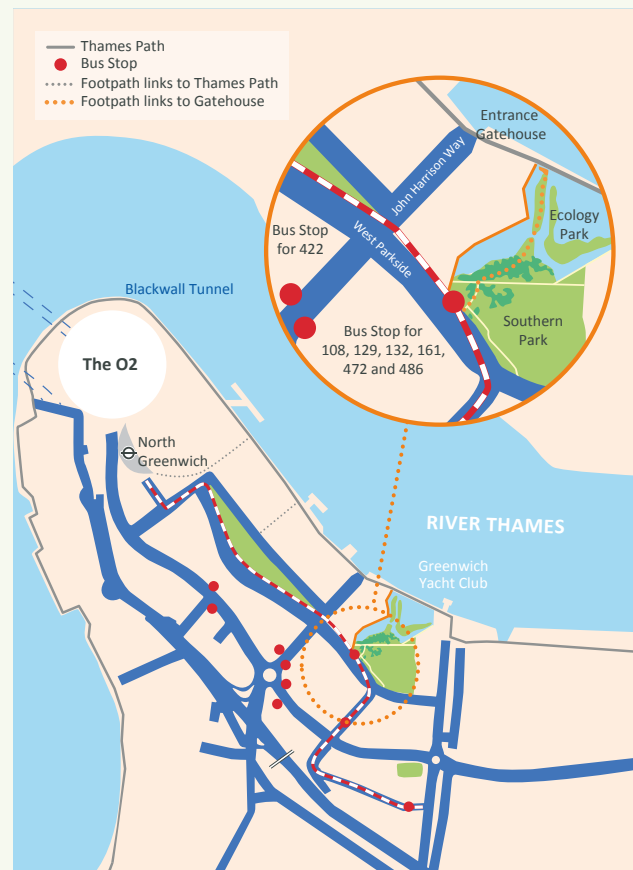 Thames Path
Bus Stop
Footpath links to Thames Path
Footpath links to Gatehouse
Entrance
Gatehouse
John Harrison Way
Ecology
Park
Bus Stop
for 422
West Parkside
Southern
Park
Bus Stop for
108, 129, 132, 161,
472 and 486
Blackwall Tunnel
The O2
North
Greenwich
RIVER THAMES
Greenwich
Yacht Club